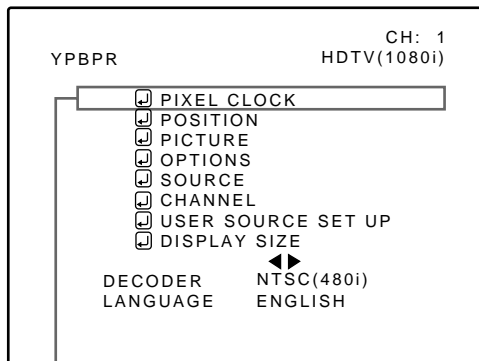 CH: 1
YPBPR HDTV(1080i)
PIXEL CLOCK
POSITION
PICTURE
OPTIONS
SOURCE
CHANNEL
USER SOURCE SET UP
DISPLAY SIZE
DECODER NTSC(480i)
LANGUAGE ENGLISH